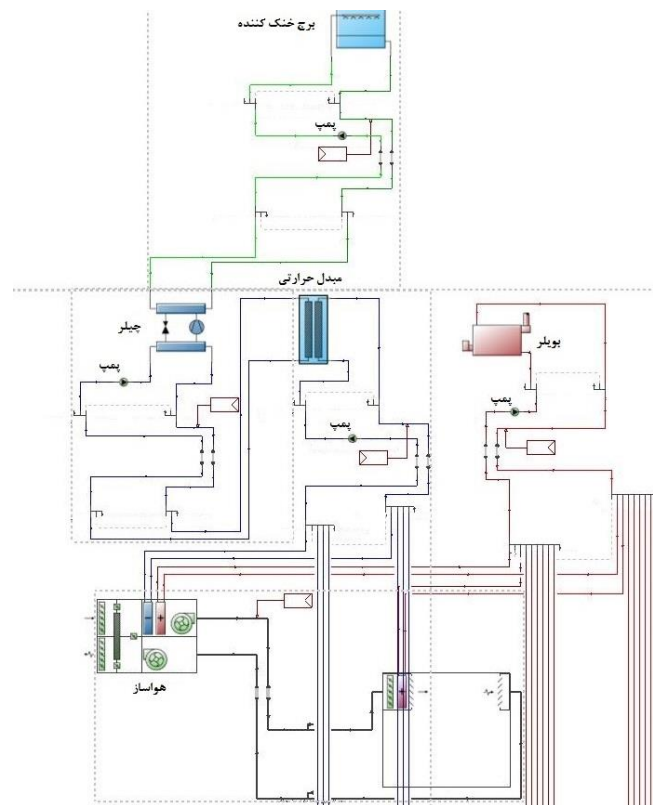 برج خنک کننده
پمپ
مبدل حرارتی
چیلر
بویلر
پمپ
پمپ
پمپ
هواساز